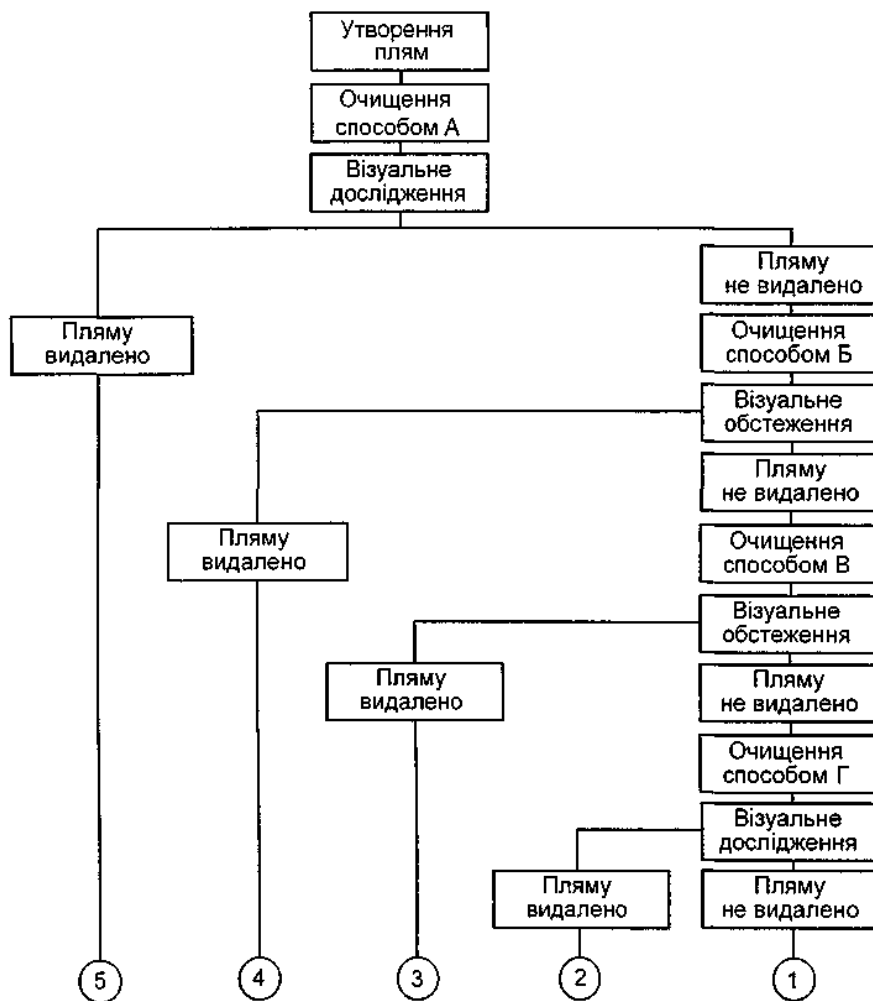 Утворення
плям
Очищення
способом А
Візуальне
дослідження
Пляму
не видалено
Пляму
видалено
Очищення
способом Б
Візуальне
обстеження
Пляму
не видалено
Пляму
видалено
Очищення
способом В
Візуальне
обстеження
Пляму
видалено
Пляму
не видалено
Очищення
способом Г
Візуальне
дослідження
Пляму
видалено
Пляму
не видалено
5
4
3
2
1